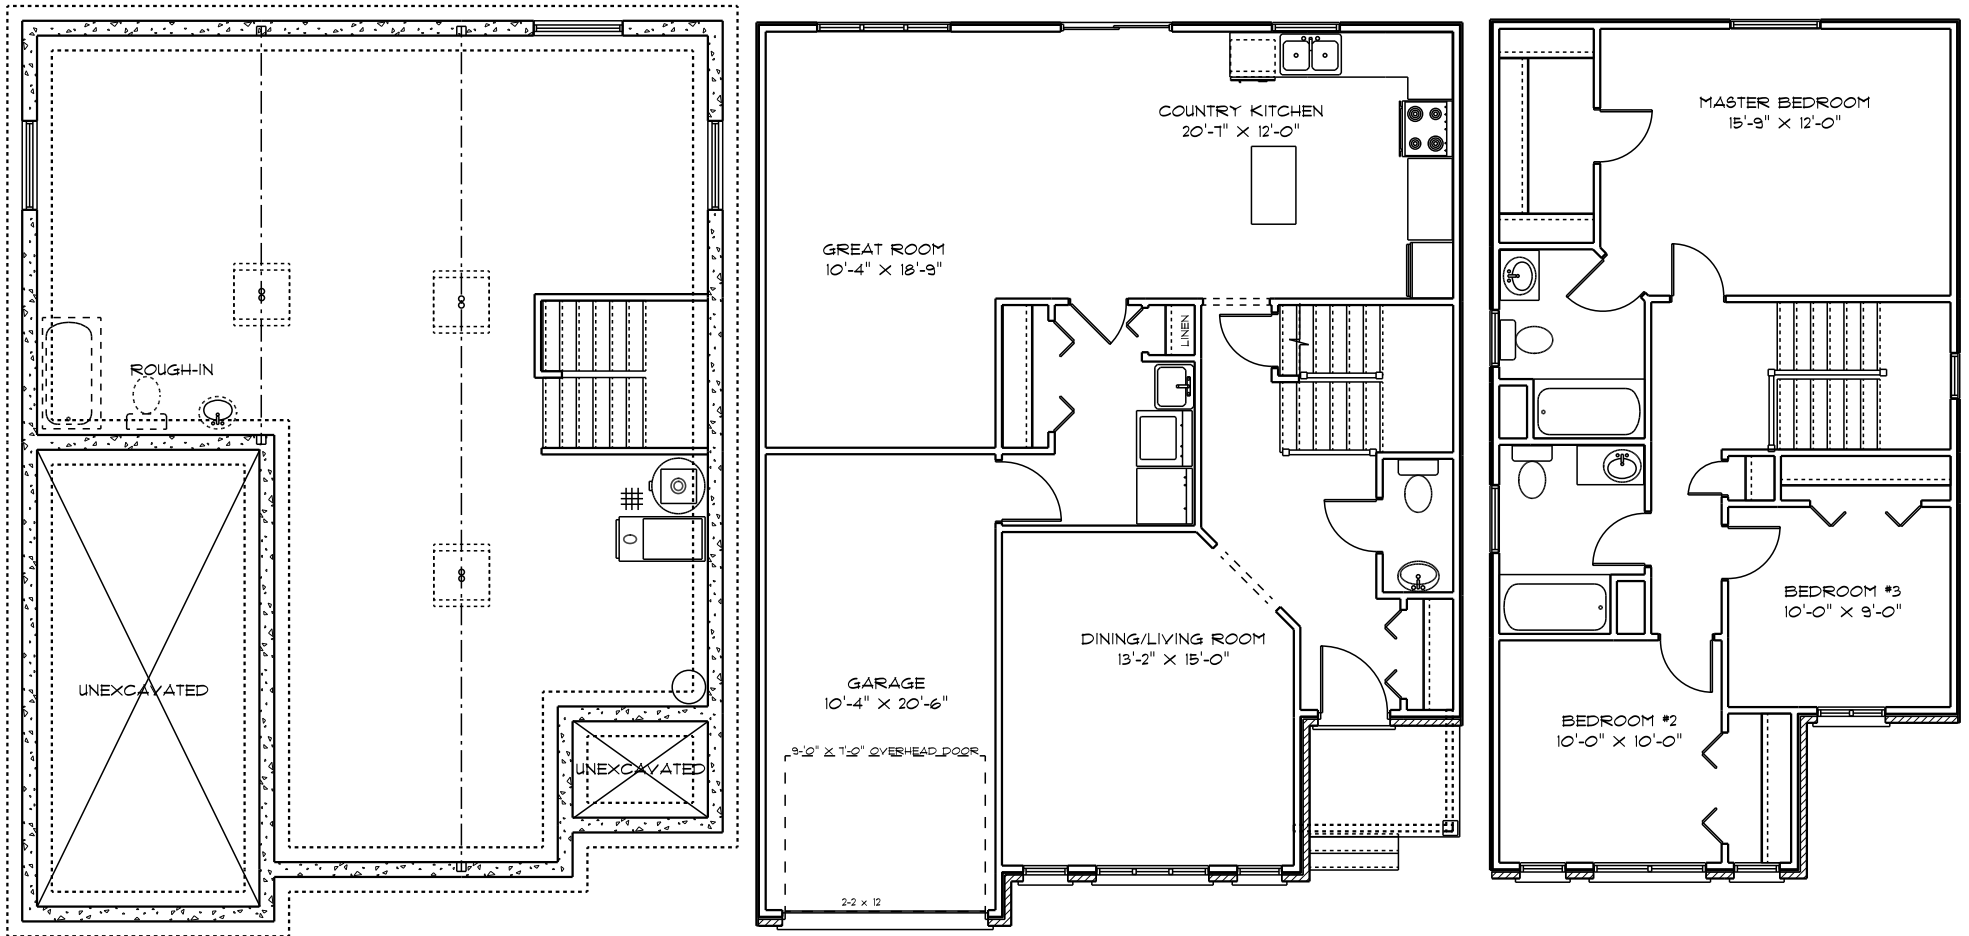 ROUGH-IN
UNEXCAVATED
UNEXCAVATED
COUNTRY KITCHEN
20'-7" X 12'-0"
GREAT ROOM
10'-4" X 18'-9"
LINEN
DINING/LIVING ROOM
13'-2" X 15'-0"
GARAGE
10'-4" X 20'-6"
9'-0" X 7'-0" OVERHEAD DOOR
2-2 x 12
MASTER BEDROOM
15'-9" X 12'-0"
BEDROOM #3
10'-0" X 9'-0"
BEDROOM #2
10'-0" X 10'-0"